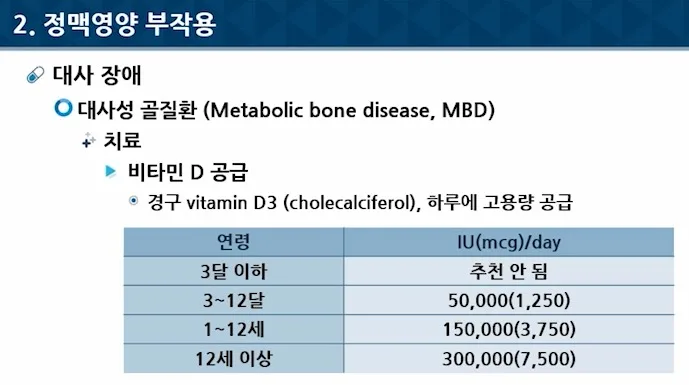 2. 정맥영양 부작용
대사 장애
대사성 골질환 (Metabolic bone disease, MBD)
치료
비타민 D 공급
경구 vitamin D3 (cholecalciferol), 하루에 고용량 공급
연령 IU(mcg)/day
3달 이하 추천 안 됨
3~12달 50,000(1,250)
1~12세 150,000(3,750)
12세 이상 300,000(7,500)